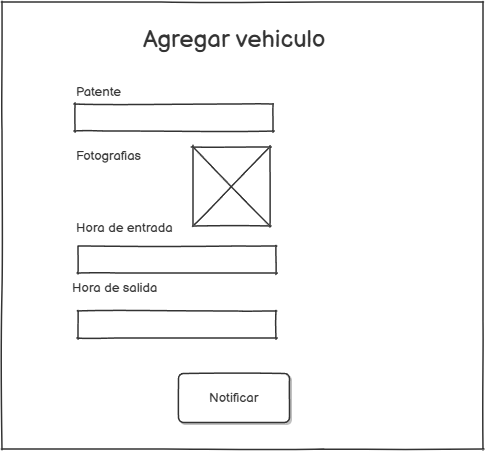 Agregar vehiculo
Patente
Fotografias
Hora de entrada
Hora de salida
Notificar